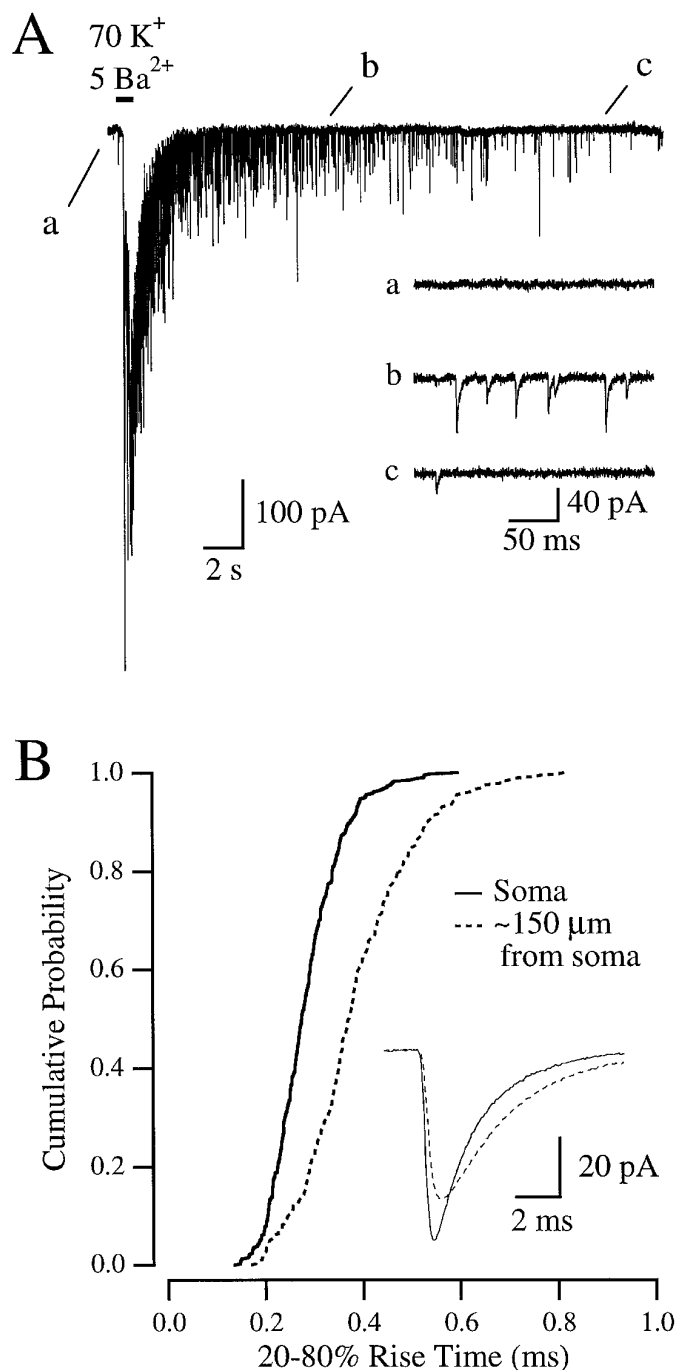 A
70 K⁺
5 Ba²⁺
b
c
a
a
b
c
100 pA
2 s
40 pA
50 ms
B
1.0
0.8
0.6
0.4
0.2
0.0
Cumulative Probability
Soma
~150 µm
from soma
20 pA
2 ms
0.0 0.2 0.4 0.6 0.8 1.0
20-80% Rise Time (ms)